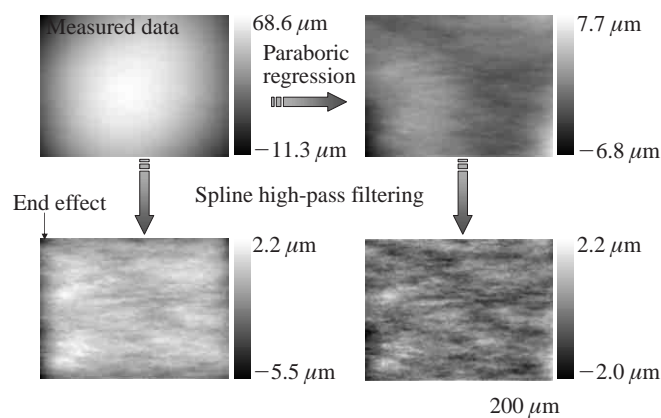 Measured data
68.6 μm
−11.3 μm
Paraboric
regression
7.7 μm
−6.8 μm
Spline high-pass filtering
End effect
2.2 μm
−5.5 μm
2.2 μm
−2.0 μm
200 μm